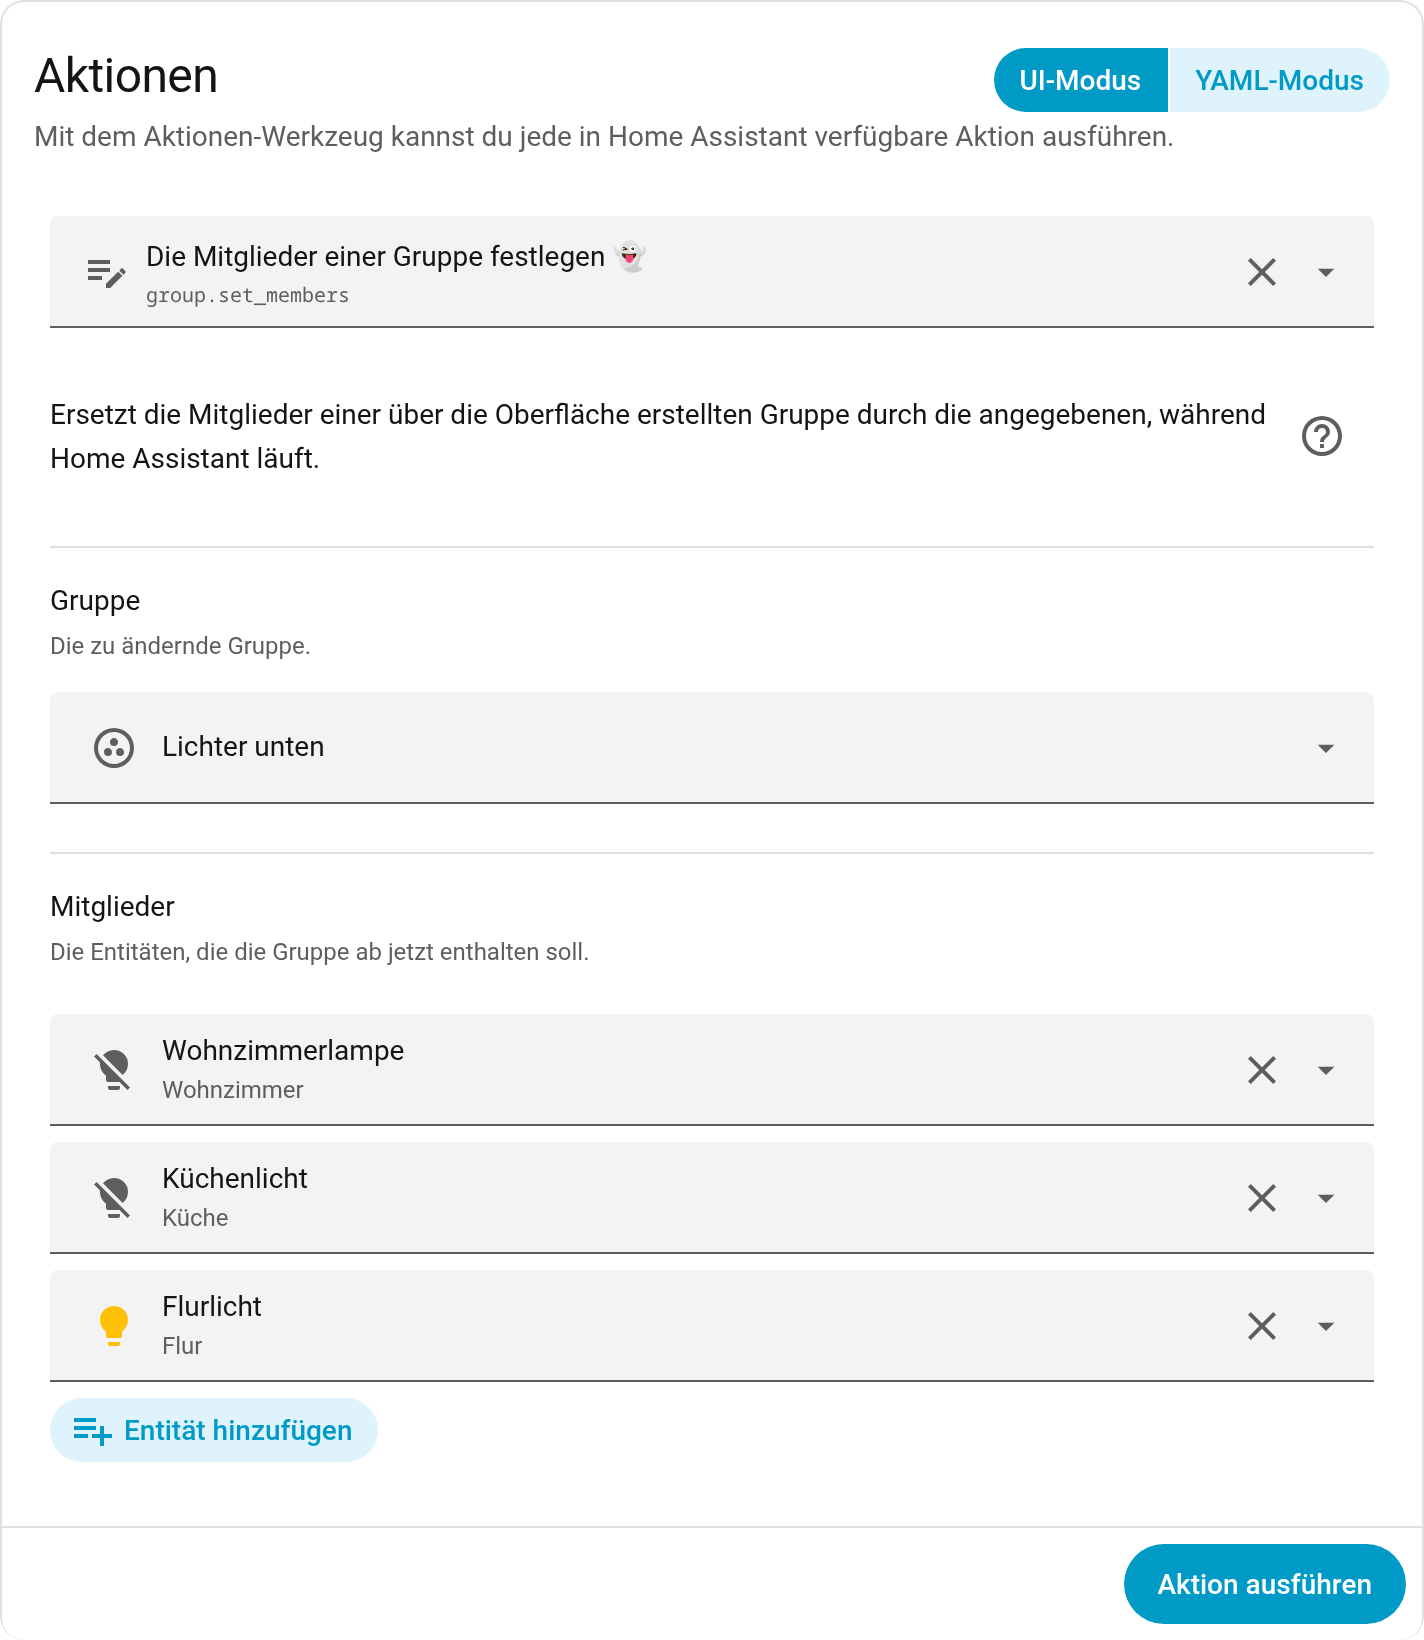 Aktionen
UI-Modus
YAML-Modus
Mit dem Aktionen-Werkzeug kannst du jede in Home Assistant verfügbare Aktion ausführen.
Die Mitglieder einer Gruppe festlegen 👻
group.set_members
Ersetzt die Mitglieder einer über die Oberfläche erstellten Gruppe durch die angegebenen, während
Home Assistant läuft.
Gruppe
Die zu ändernde Gruppe.
Lichter unten
Mitglieder
Die Entitäten, die die Gruppe ab jetzt enthalten soll.
Wohnzimmerlampe
Wohnzimmer
Küchenlicht
Küche
Flurlicht
Flur
Entität hinzufügen
Aktion ausführen